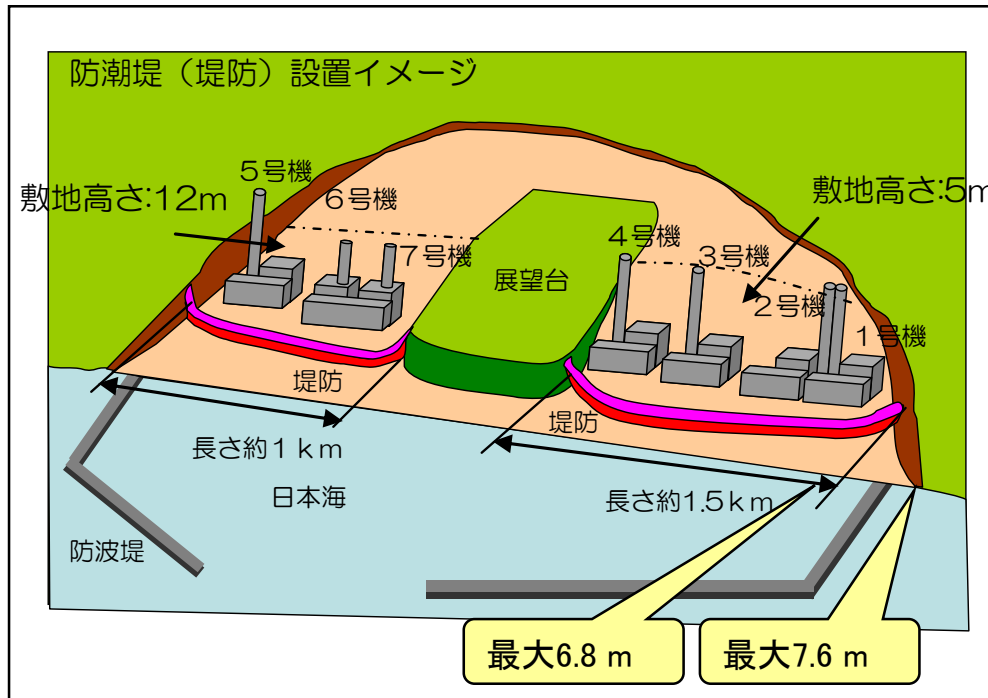 防潮堤（堤防）設置イメージ
5号機
敷地高さ:12m
6号機
7号機
展望台
敷地高さ:5m
4号機
3号機
2号機
1号機
堤防
長さ約1km
堤防
長さ約1.5km
日本海
防波堤
最大6.8 m
最大7.6 m